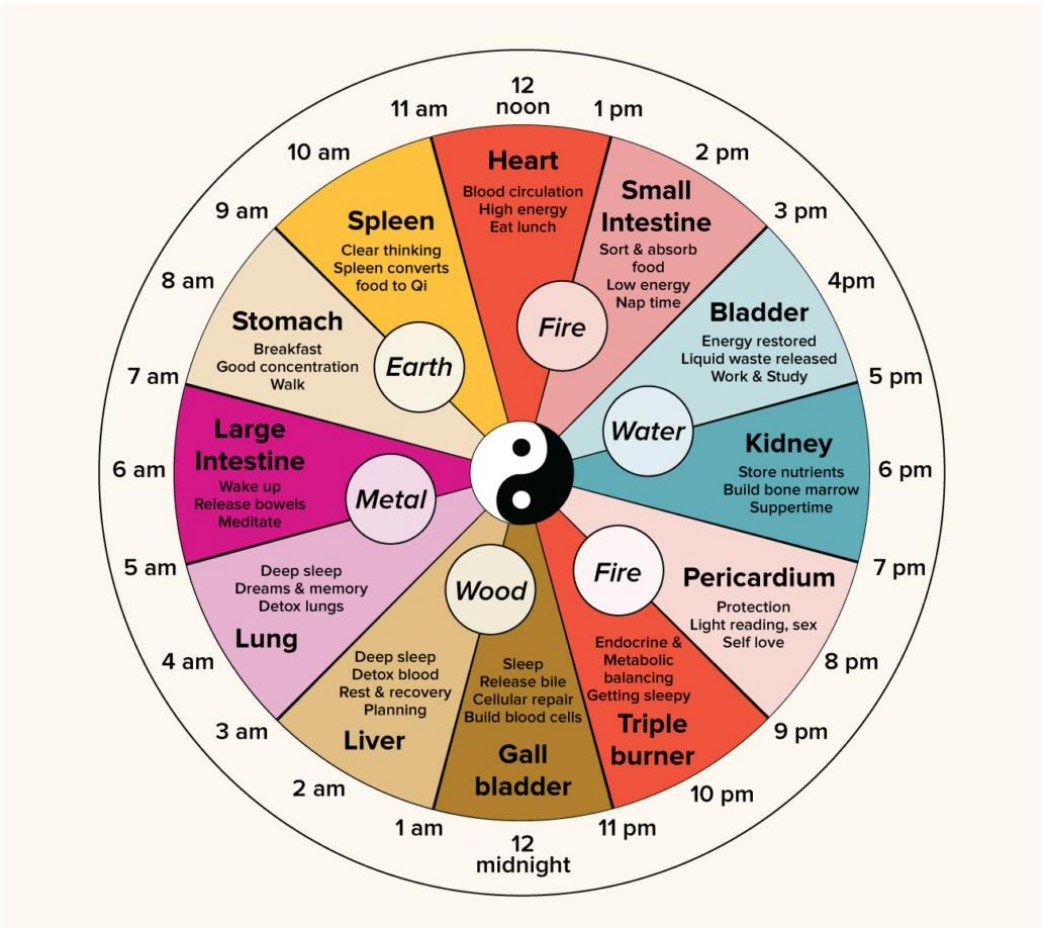 12
noon
1 pm
2 pm
3 pm
4pm
5 pm
6 pm
7 pm
8 pm
9 pm
10 pm
11 pm
12
midnight
1 am
2 am
3 am
4 am
5 am
6 am
7 am
8 am
9 am
10 am
11 am
Heart
Blood circulation
High energy
Eat lunch
Small
Intestine
Sort & absorb
food
Low energy
Nap time
Fire
Bladder
Energy restored
Liquid waste released
Work & Study
Water
Kidney
Store nutrients
Build bone marrow
Suppertime
Pericardium
Protection
Light reading, sex
Self love
Fire
Endocrine &
Metabolic
balancing
Getting sleepy
Triple
burner
Sleep
Release bile
Cellular repair
Build blood cells
Gall
bladder
Wood
Deep sleep
Detox blood
Rest & recovery
Planning
Liver
Deep sleep
Dreams & memory
Detox lungs
Lung
Metal
Large
Intestine
Wake up
Release bowels
Meditate
Stomach
Breakfast
Good concentration
Walk
Earth
Spleen
Clear thinking
Spleen converts
food to Qi